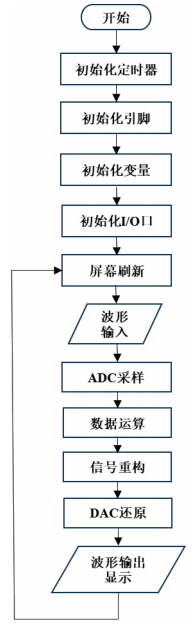 开始
初始化定时器
初始化引脚
初始化变量
初始化I/O口
屏幕刷新
波形
输入
ADC采样
数据运算
信号重构
DAC还原
波形输出
显示